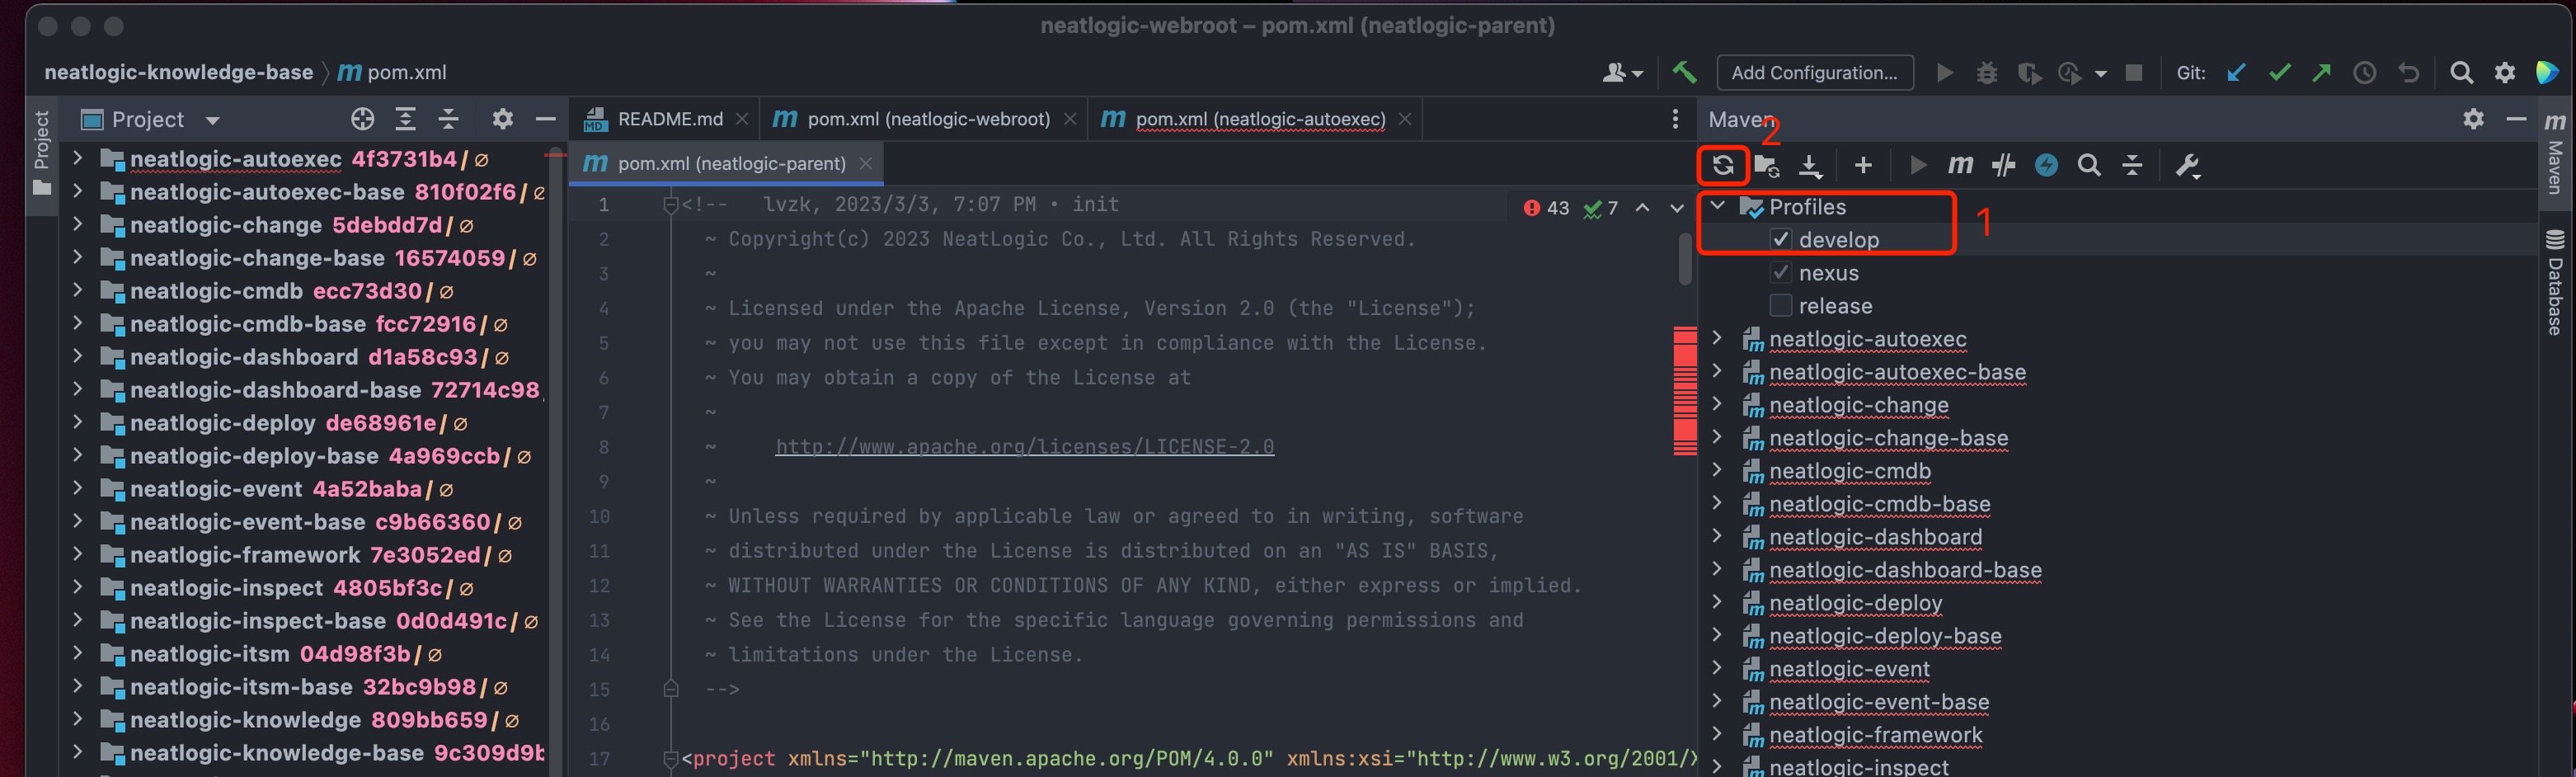 neatlogic-webroot – pom.xml (neatlogic-parent)
neatlogic-knowledge-base 〉 m pom.xml
Add Configuration...
Git:
Project
Project
neatlogic-autoexec 4f3731b4 / ∅
neatlogic-autoexec-base 810f02f6 / ∅
neatlogic-change 5debdd7d / ∅
neatlogic-change-base 16574059 / ∅
neatlogic-cmdb ecc73d30 / ∅
neatlogic-cmdb-base fcc72916 / ∅
neatlogic-dashboard d1a58c93 / ∅
neatlogic-dashboard-base 72714c98
neatlogic-deploy de68961e / ∅
neatlogic-deploy-base 4a969ccb / ∅
neatlogic-event 4a52baba / ∅
neatlogic-event-base c9b66360 / ∅
neatlogic-framework 7e3052ed / ∅
neatlogic-inspect 4805bf3c / ∅
neatlogic-inspect-base 0d0d491c / ∅
neatlogic-itsm 04d98f3b / ∅
neatlogic-itsm-base 32bc9b98 / ∅
neatlogic-knowledge 809bb659 / ∅
neatlogic-knowledge-base 9c309d9b
MD README.md
m pom.xml (neatlogic-webroot)
m pom.xml (neatlogic-autoexec)
m pom.xml (neatlogic-parent)
43 7
1 <!-- lvzk, 2023/3/3, 7:07 PM • init
2 ~ Copyright(c) 2023 NeatLogic Co., Ltd. All Rights Reserved.
3 ~
4 ~ Licensed under the Apache License, Version 2.0 (the "License");
5 ~ you may not use this file except in compliance with the License.
6 ~ You may obtain a copy of the License at
7 ~
8 ~ http://www.apache.org/licenses/LICENSE-2.0
9 ~
10 ~ Unless required by applicable law or agreed to in writing, software
11 ~ distributed under the License is distributed on an "AS IS" BASIS,
12 ~ WITHOUT WARRANTIES OR CONDITIONS OF ANY KIND, either express or implied.
13 ~ See the License for the specific language governing permissions and
14 ~ limitations under the License.
15 -->
16
17 <project xmlns="http://maven.apache.org/POM/4.0.0" xmlns:xsi="http://www.w3.org/2001/X
Maven
2
m
Profiles
1
develop
nexus
release
neatlogic-autoexec
neatlogic-autoexec-base
neatlogic-change
neatlogic-change-base
neatlogic-cmdb
neatlogic-cmdb-base
neatlogic-dashboard
neatlogic-dashboard-base
neatlogic-deploy
neatlogic-deploy-base
neatlogic-event
neatlogic-event-base
neatlogic-framework
neatlogic-inspect
m Maven
Database